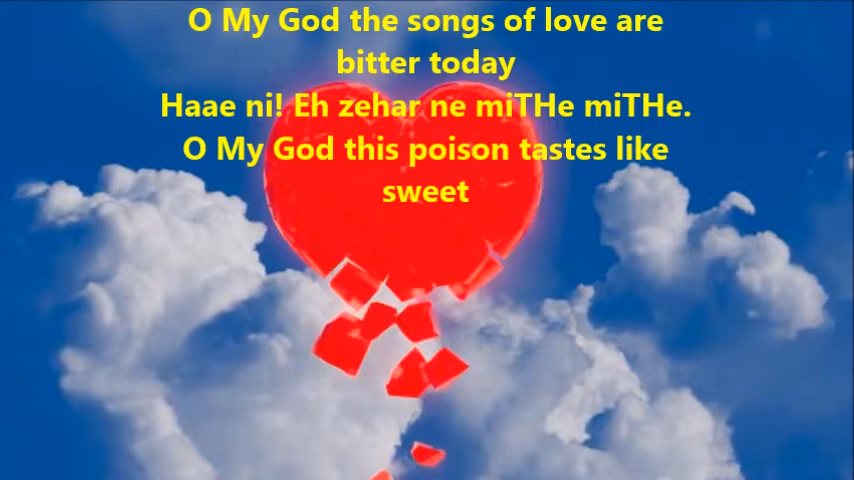 O My God the songs of love are
bitter today
Haae ni! Eh zehar ne miTHe miTHe.
O My God this poison tastes like
sweet